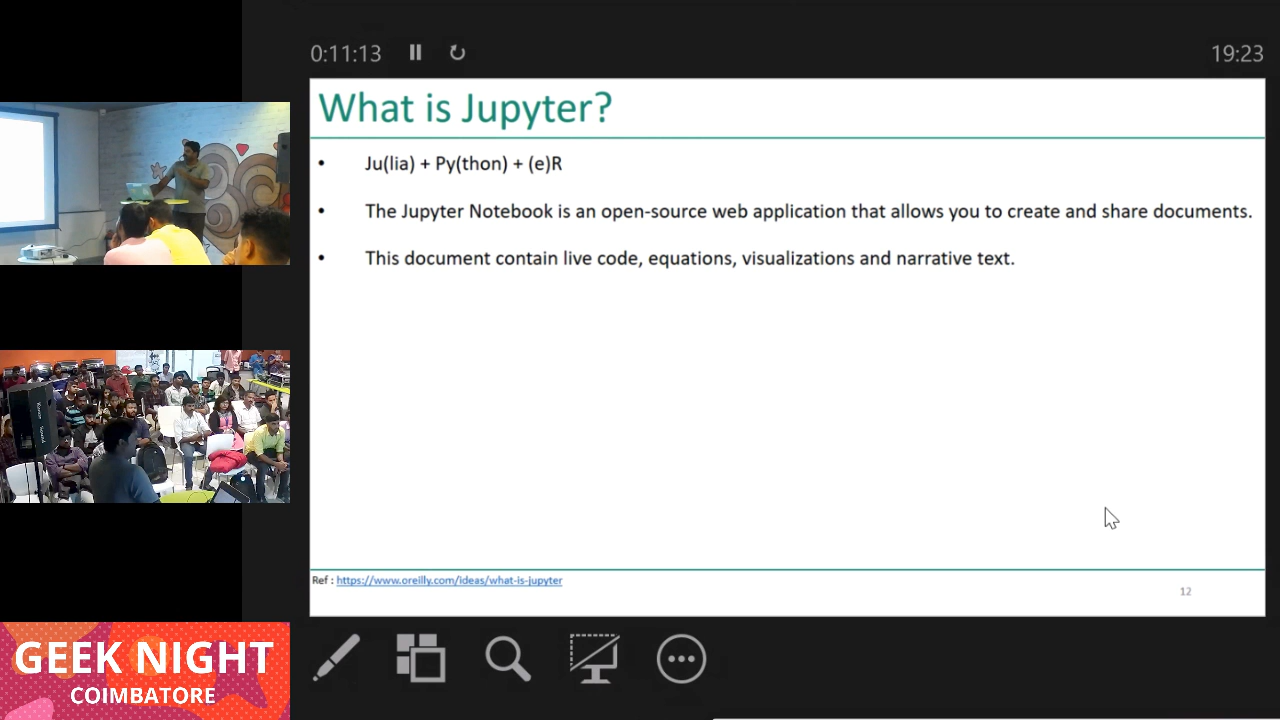 0:11:13
19:23
What is Jupyter?
• Ju(lia) + Py(thon) + (e)R
• The Jupyter Notebook is an open-source web application that allows you to create and share documents.
• This document contain live code, equations, visualizations and narrative text.
Ref : https://www.oreilly.com/ideas/what-is-jupyter
12
GEEK NIGHT
COIMBATORE